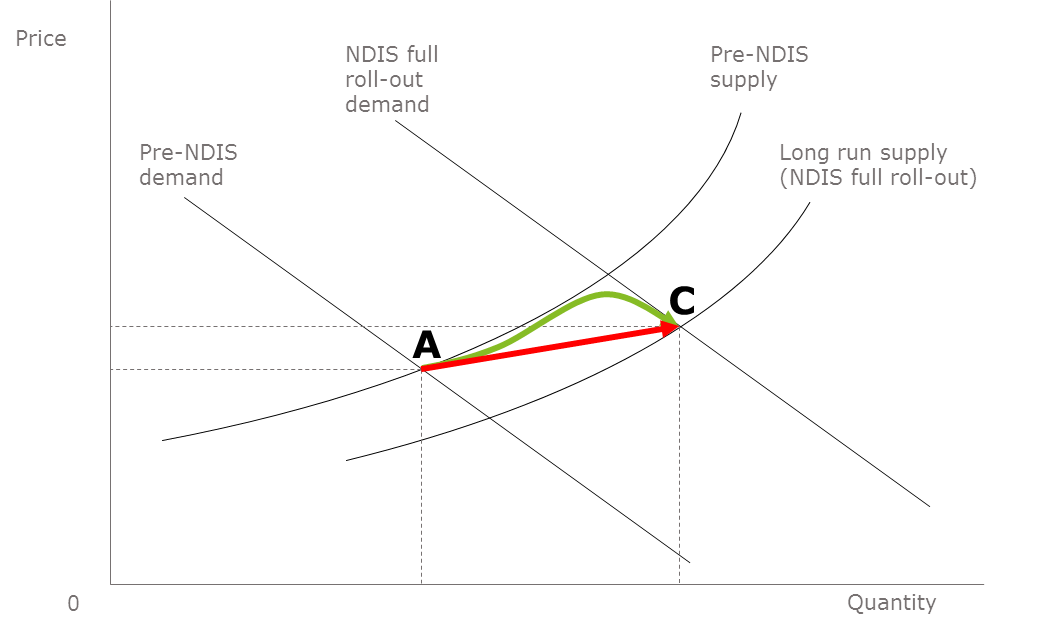 Price
NDIS full
roll-out
demand
Pre-NDIS
supply
Pre-NDIS
demand
Long run supply
(NDIS full roll-out)
C
A
0
Quantity